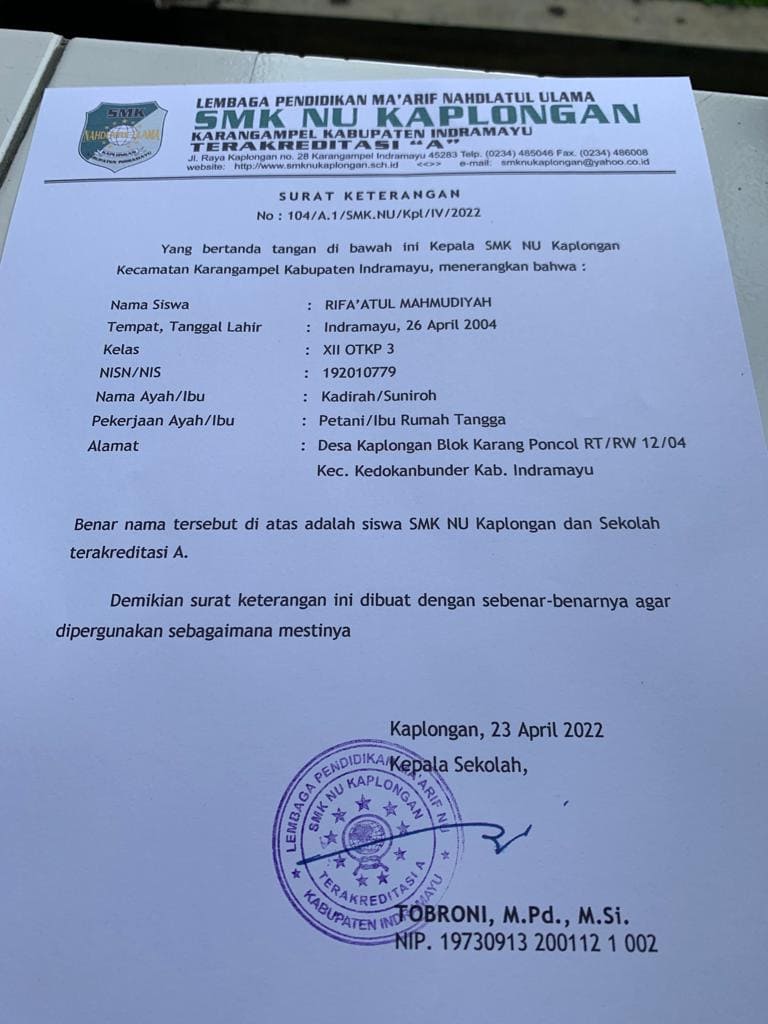 SMK
NAHDLATUL ULAMA
KAPLONGAN
KABUPATEN INDRAMAYU
LEMBAGA PENDIDIKAN MA'ARIF NAHDLATUL ULAMA
SMK NU KAPLONGAN
KARANGAMPEL KABUPATEN INDRAMAYU
TERAKREDITASI "A"
Jl. Raya Kaplongan no. 28 Karangampel Indramayu 45283 Telp. (0234) 485046 Fax. (0234) 486008
website: http://www.smknukaplongan.sch.id <<>> e-mail: smknukaplongan@yahoo.co.id
SURAT KETERANGAN
No : 104/A.1/SMK.NU/Kpl/IV/2022
Yang bertanda tangan di bawah ini Kepala SMK NU Kaplongan
Kecamatan Karangampel Kabupaten Indramayu, menerangkan bahwa :
Nama Siswa : RIFA'ATUL MAHMUDIYAH
Tempat, Tanggal Lahir : Indramayu, 26 April 2004
Kelas : XII OTKP 3
NISN/NIS : 192010779
Nama Ayah/Ibu : Kadirah/Suniroh
Pekerjaan Ayah/Ibu : Petani/Ibu Rumah Tangga
Alamat : Desa Kaplongan Blok Karang Poncol RT/RW 12/04
Kec. Kedokanbunder Kab. Indramayu
Benar nama tersebut di atas adalah siswa SMK NU Kaplongan dan Sekolah
terakreditasi A.
Demikian surat keterangan ini dibuat dengan sebenar-benarnya agar
dipergunakan sebagaimana mestinya
Kaplongan, 23 April 2022
Kepala Sekolah,
LEMBAGA PENDIDIKAN MA'ARIF NU
SMK NU KAPLONGAN
TERAKREDITASI A
KABUPATEN INDRAMAYU
TOBRONI, M.Pd., M.Si.
NIP. 19730913 200112 1 002